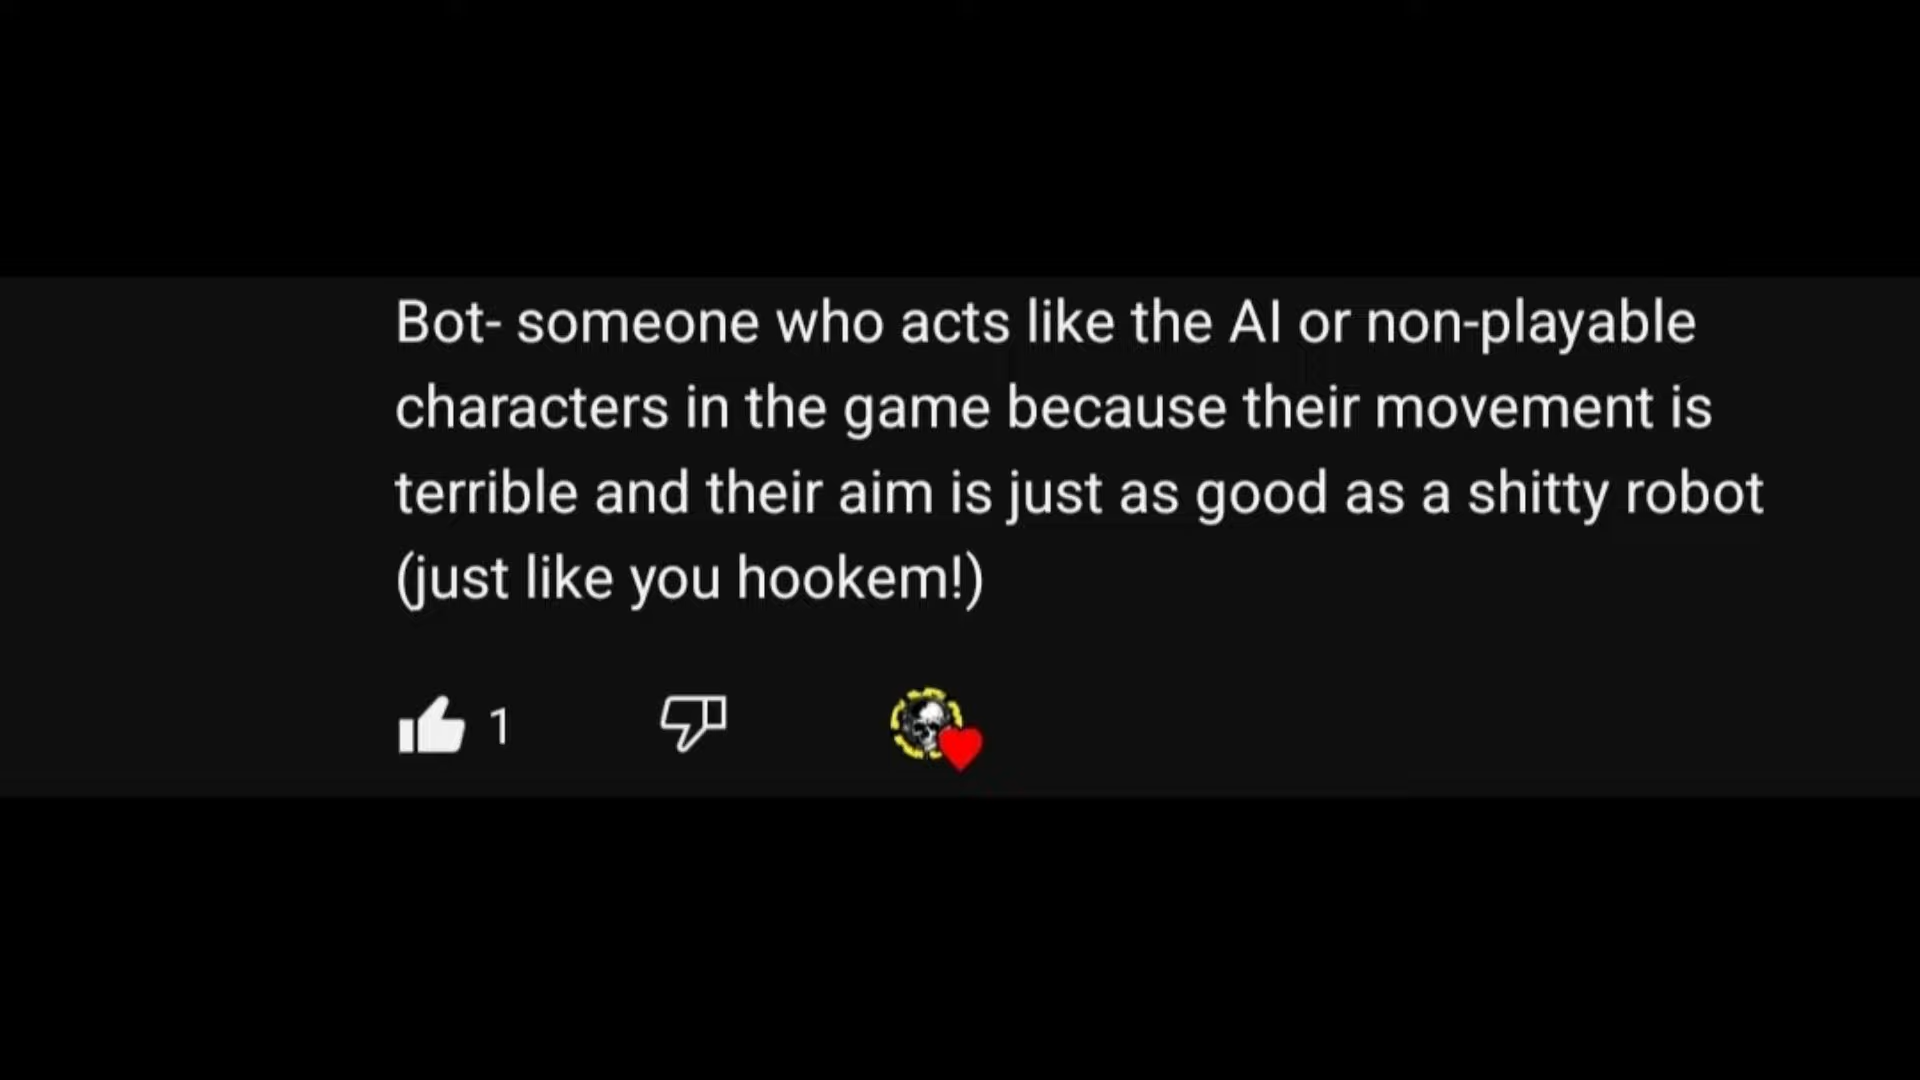 Bot- someone who acts like the AI or non-playable
characters in the game because their movement is
terrible and their aim is just as good as a shitty robot
(just like you hookem!)
1